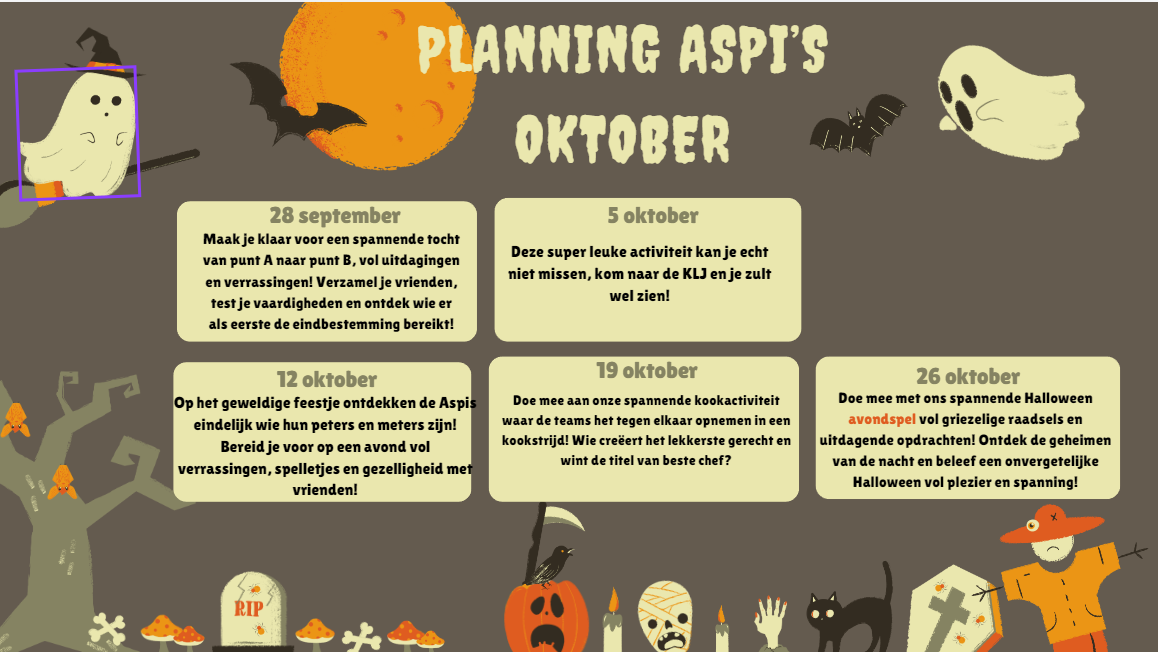 PLANNING ASPI'S
OKTOBER
28 september
Maak je klaar voor een spannende tocht
van punt A naar punt B, vol uitdagingen
en verrassingen! Verzamel je vrienden,
test je vaardigheden en ontdek wie er
als eerste de eindbestemming bereikt!
5 oktober
Deze super leuke activiteit kan je echt
niet missen, kom naar de KLJ en je zult
wel zien!
12 oktober
Op het geweldige feestje ontdekken de Aspis
eindelijk wie hun peters en meters zijn!
Bereid je voor op een avond vol
verrassingen, spelletjes en gezelligheid met
vrienden!
19 oktober
Doe mee aan onze spannende kookactiviteit
waar de teams het tegen elkaar opnemen in een
kookstrijd! Wie creëert het lekkerste gerecht en
wint de titel van beste chef?
26 oktober
Doe mee met ons spannende Halloween
avondspel vol griezelige raadsels en
uitdagende opdrachten! Ontdek de geheimen
van de nacht en beleef een onvergetelijke
Halloween vol plezier en spanning!
RIP